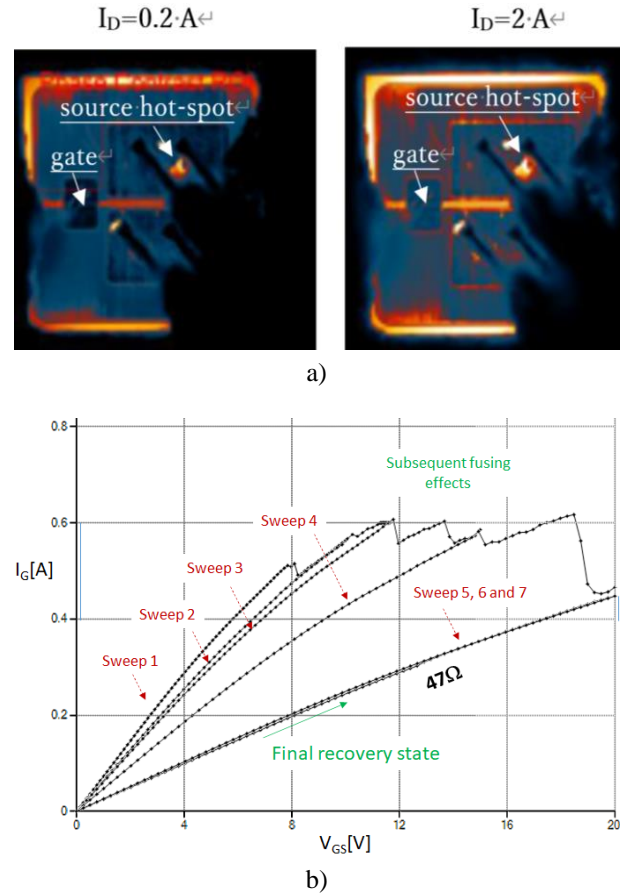 I_D=0.2·A↵ I_D=2·A↵
Phase Contrast
source·hot-spot↵ source·hot-spot↵
gate↵ gate↵
a)
0.8
Subsequent fusing
effects
0.6
Sweep 4
I_G[A]
Sweep 3
0.4
Sweep 5, 6 and 7
Sweep 2
Sweep 1
47Ω
0.2
Final recovery state
0
0 4 8 12 16 20
V_GS[V]
b)